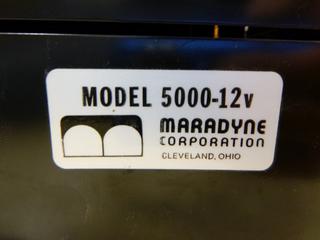 MODEL 5000-12v
MARADYNE
CORPORATION
CLEVELAND, OHIO